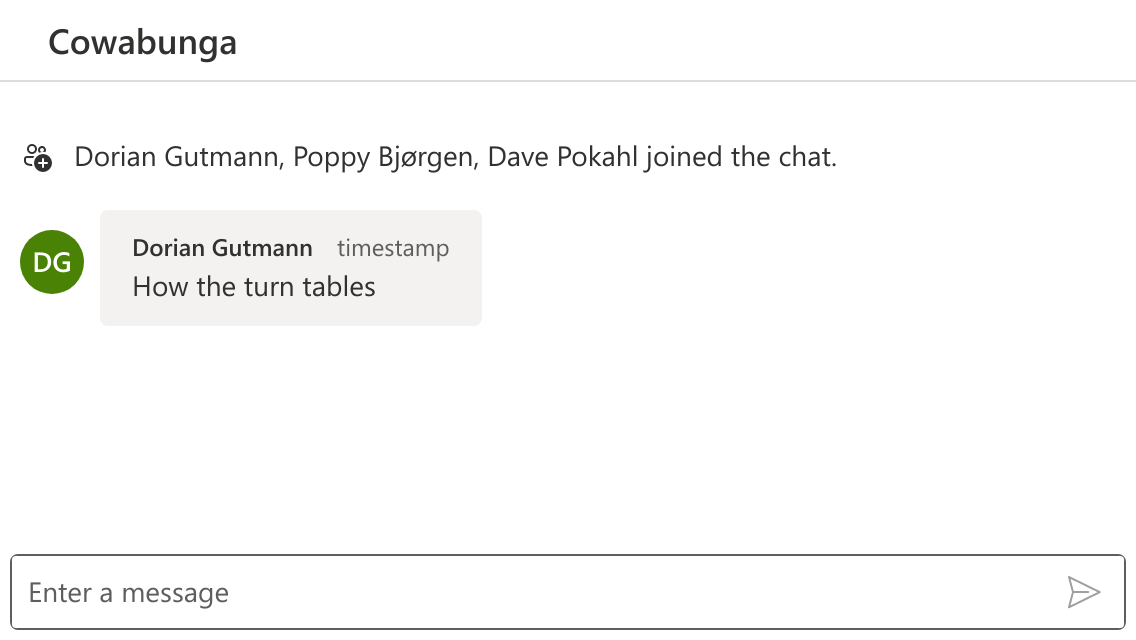 Cowabunga
Dorian Gutmann, Poppy Bjørgen, Dave Pokahl joined the chat.
DG
Dorian Gutmann timestamp
How the turn tables
Enter a message